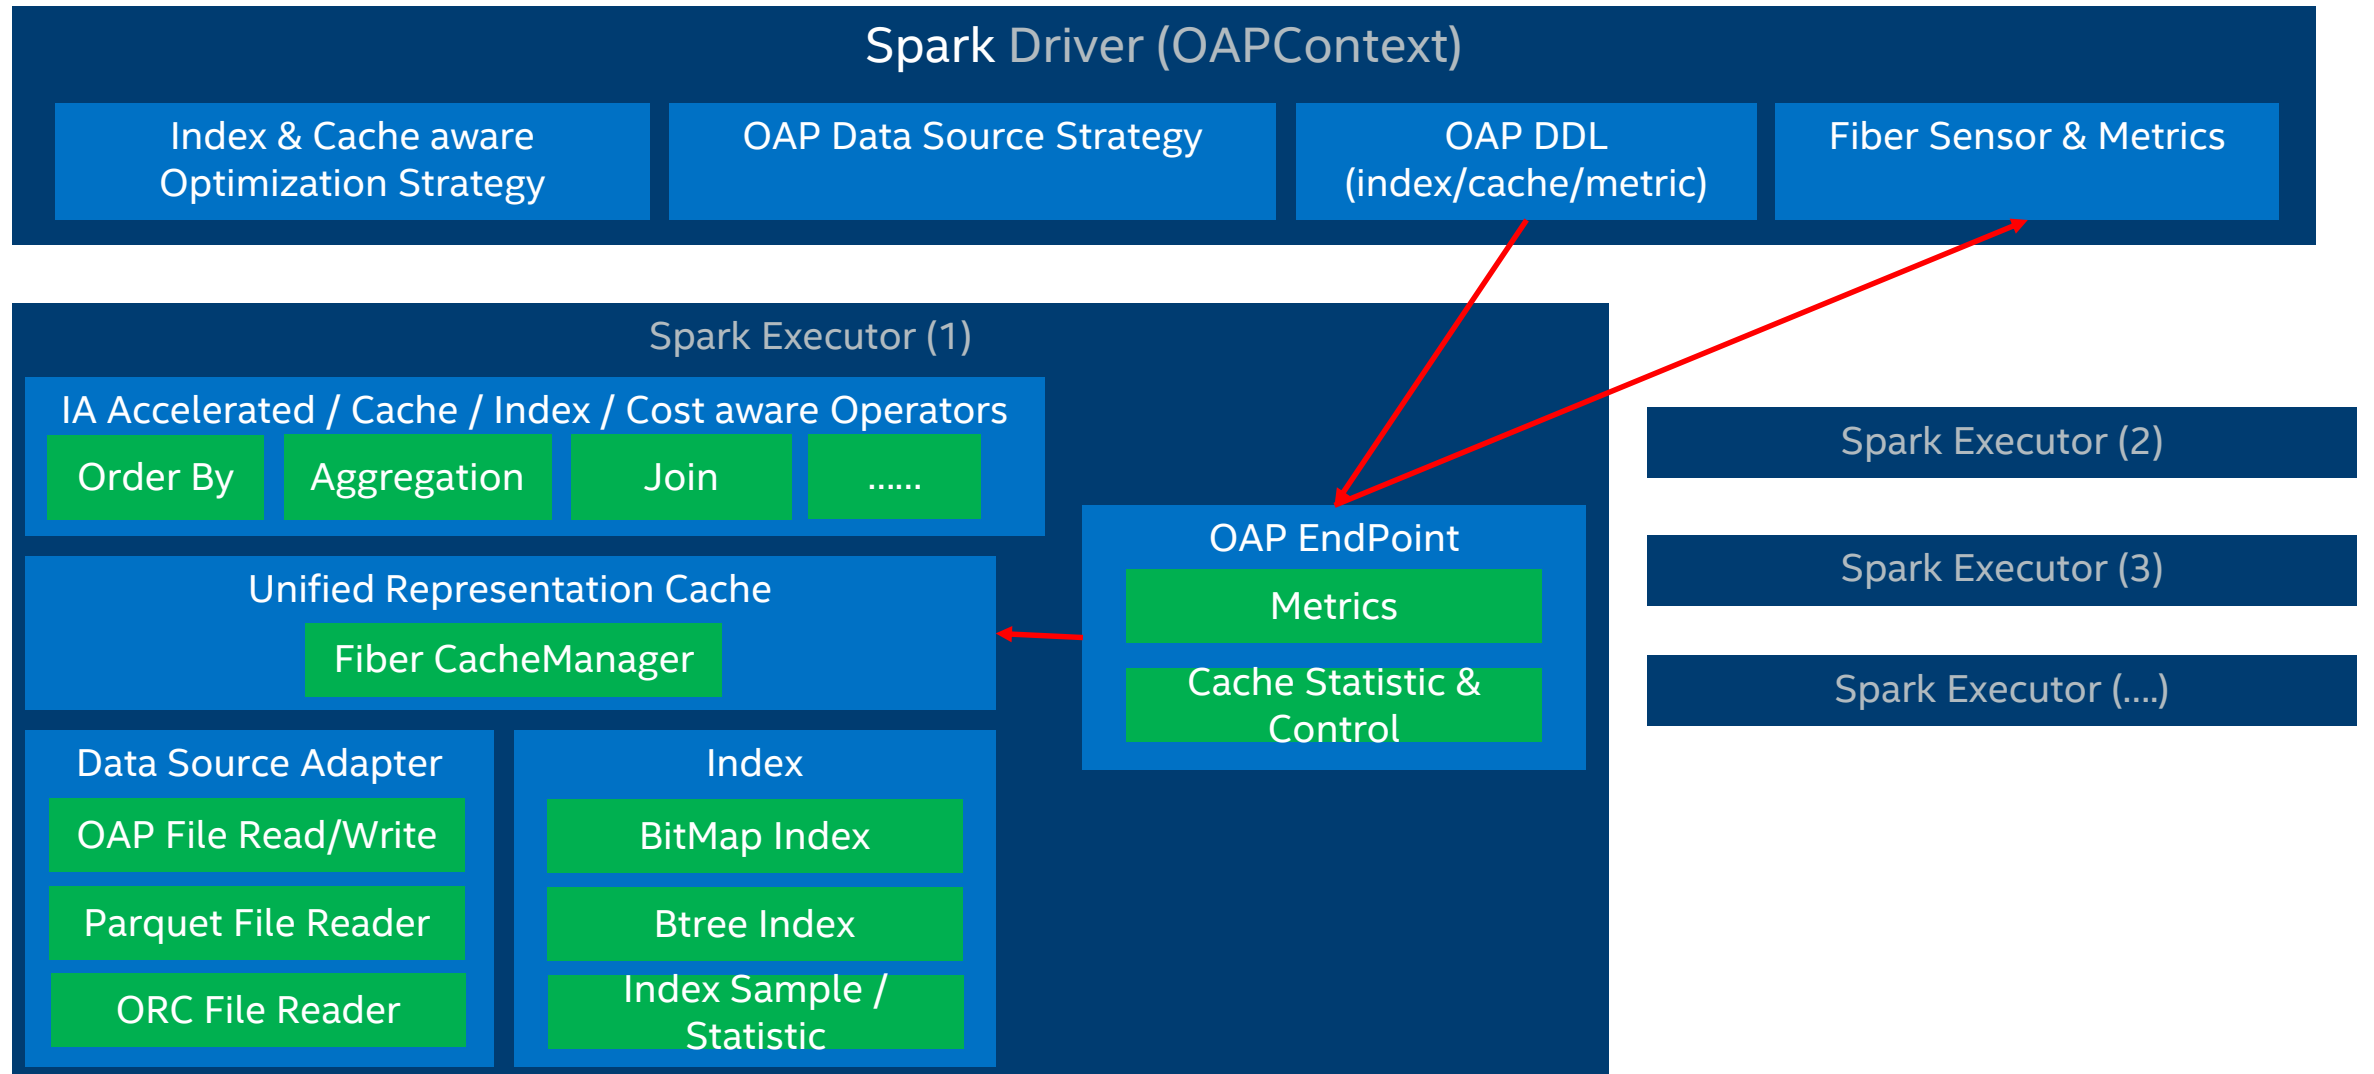 Spark Driver (OAPContext)
Index & Cache aware
Optimization Strategy
OAP Data Source Strategy
OAP DDL
(index/cache/metric)
Fiber Sensor & Metrics
Spark Executor (1)
IA Accelerated / Cache / Index / Cost aware Operators
Order By
Aggregation
Join
......
Unified Representation Cache
Fiber CacheManager
Data Source Adapter
OAP File Read/Write
Parquet File Reader
ORC File Reader
Index
BitMap Index
Btree Index
Index Sample /
Statistic
OAP EndPoint
Metrics
Cache Statistic &
Control
Spark Executor (2)
Spark Executor (3)
Spark Executor (....)